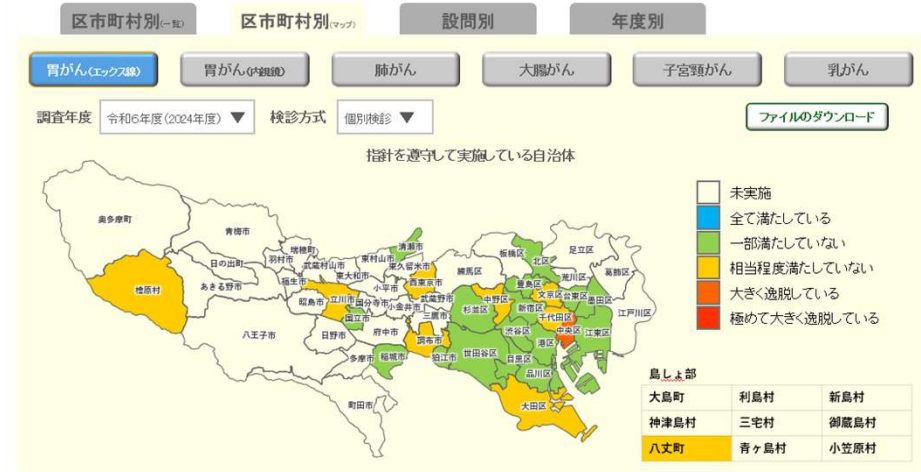 区市町村別(一覧)
区市町村別(マップ)
設問別
年度別
胃がん(エックス線)
胃がん(内視鏡)
肺がん
大腸がん
子宮頸がん
乳がん
調査年度
令和6年度(2024年度) ▼
検診方式
個別検診 ▼
ファイルのダウンロード
指針を遵守して実施している自治体
未実施
全て満たしている
一部満たしていない
相当程度満たしていない
大きく逸脱している
極めて大きく逸脱している
奥多摩町
青梅市
瑞穂町
日の出町
羽村市
武蔵村山市
東村山市
清瀬市
東久留米市
檜原村
あきる野市
福生市
東大和市
小平市
西東京市
練馬区
板橋区
北区
足立区
葛飾区
荒川区
豊島区
文京区
台東区
墨田区
昭島市
立川市
国分寺市
小金井市
武蔵野市
杉並区
中野区
新宿区
千代田区
江戸川区
国立市
三鷹市
八王子市
日野市
府中市
調布市
渋谷区
中央区
江東区
港区
多摩市
稲城市
狛江市
世田谷区
目黒区
品川区
町田市
大田区
島しょ部
大島町 利島村 新島村
神津島村 三宅村 御蔵島村
八丈町 青ヶ島村 小笠原村